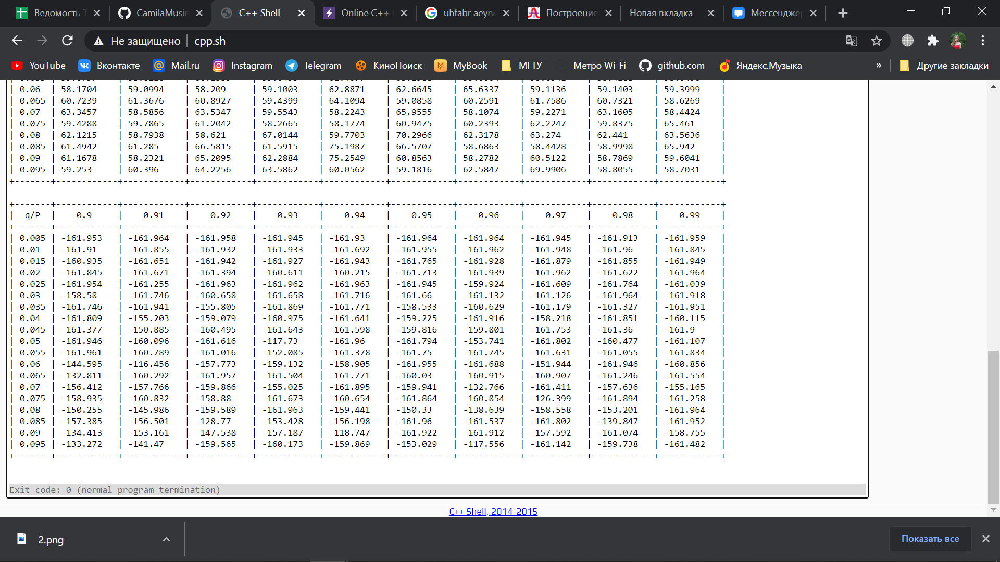 Ведомость Т
CamilaMusin
C++ Shell
Online C++
uhfabr aeyrw
Построение
Новая вкладка
Мессенджер
Не защищено | cpp.sh
YouTube Вконтакте Mail.ru Instagram Telegram КиноПоиск MyBook МГТУ Метро Wi-Fi github.com Яндекс.Музыка » Другие закладки
| 0.06 | 58.1704 | 59.0994 | 58.209 | 59.1003 | 62.8871 | 62.6645 | 65.6337 | 59.1136 | 59.1403 | 59.3999 |
| 0.065 | 60.7239 | 61.3676 | 60.8927 | 59.4399 | 64.1094 | 59.0858 | 60.2591 | 61.7586 | 60.7321 | 58.6269 |
| 0.07 | 63.3457 | 58.5856 | 63.5347 | 59.5543 | 58.2243 | 65.9555 | 58.1074 | 59.2271 | 63.1605 | 58.4424 |
| 0.075 | 59.4288 | 59.7865 | 61.2042 | 58.2665 | 58.1774 | 60.9475 | 60.2393 | 62.2247 | 59.8375 | 65.461 |
| 0.08 | 62.1215 | 58.7938 | 58.621 | 67.0144 | 59.7703 | 70.2966 | 62.3178 | 63.274 | 62.441 | 63.5636 |
| 0.085 | 61.4942 | 61.285 | 66.5815 | 61.5915 | 75.1987 | 66.5707 | 58.6863 | 58.4428 | 58.9998 | 65.942 |
| 0.09 | 61.1678 | 58.2321 | 65.2095 | 62.2884 | 75.2549 | 60.8563 | 58.2782 | 60.5122 | 58.7869 | 59.6041 |
| 0.095 | 59.253 | 60.396 | 64.2256 | 63.5862 | 60.0562 | 59.1816 | 62.5847 | 69.9906 | 58.8055 | 58.7031 |
+-------+------------+------------+------------+------------+------------+------------+------------+------------+------------+------------+
+-------+------------+------------+------------+------------+------------+------------+------------+------------+------------+------------+
| q/P | 0.9 | 0.91 | 0.92 | 0.93 | 0.94 | 0.95 | 0.96 | 0.97 | 0.98 | 0.99 |
+-------+------------+------------+------------+------------+------------+------------+------------+------------+------------+------------+
| 0.005 | -161.953 | -161.964 | -161.958 | -161.945 | -161.93 | -161.964 | -161.964 | -161.945 | -161.913 | -161.959 |
| 0.01 | -161.91 | -161.855 | -161.932 | -161.933 | -161.692 | -161.955 | -161.962 | -161.948 | -161.96 | -161.845 |
| 0.015 | -160.935 | -161.651 | -161.942 | -161.927 | -161.943 | -161.765 | -161.928 | -161.879 | -161.855 | -161.949 |
| 0.02 | -161.845 | -161.671 | -161.394 | -160.611 | -160.215 | -161.713 | -161.939 | -161.962 | -161.622 | -161.964 |
| 0.025 | -161.954 | -161.255 | -161.963 | -161.962 | -161.963 | -161.945 | -159.924 | -161.609 | -161.764 | -161.039 |
| 0.03 | -158.58 | -161.746 | -160.658 | -161.658 | -161.716 | -161.66 | -161.132 | -161.126 | -161.964 | -161.918 |
| 0.035 | -161.746 | -161.941 | -155.805 | -161.869 | -161.771 | -158.533 | -160.629 | -161.179 | -161.327 | -161.951 |
| 0.04 | -161.809 | -155.203 | -159.079 | -160.975 | -161.641 | -159.225 | -161.916 | -158.218 | -161.851 | -160.115 |
| 0.045 | -161.377 | -150.885 | -160.495 | -161.643 | -161.598 | -159.816 | -159.801 | -161.753 | -161.36 | -161.9 |
| 0.05 | -161.946 | -160.096 | -161.616 | -117.73 | -161.96 | -161.794 | -153.741 | -161.802 | -160.477 | -161.107 |
| 0.055 | -161.961 | -160.789 | -161.016 | -152.085 | -161.378 | -161.75 | -161.745 | -161.631 | -161.055 | -161.834 |
| 0.06 | -144.595 | -116.456 | -157.773 | -159.132 | -158.905 | -161.955 | -161.688 | -151.944 | -161.946 | -160.856 |
| 0.065 | -132.811 | -160.292 | -161.957 | -161.504 | -161.771 | -160.03 | -160.915 | -160.907 | -161.246 | -161.554 |
| 0.07 | -156.412 | -157.766 | -159.866 | -155.025 | -161.895 | -159.941 | -132.766 | -161.411 | -157.636 | -155.165 |
| 0.075 | -158.935 | -160.832 | -158.88 | -161.673 | -160.654 | -161.864 | -160.854 | -126.399 | -161.894 | -161.258 |
| 0.08 | -150.255 | -145.986 | -159.589 | -161.963 | -159.441 | -150.33 | -138.639 | -158.558 | -153.201 | -161.964 |
| 0.085 | -157.385 | -156.501 | -128.77 | -153.428 | -156.198 | -161.96 | -161.537 | -161.802 | -139.847 | -161.952 |
| 0.09 | -134.413 | -153.161 | -147.538 | -157.187 | -118.747 | -161.922 | -161.912 | -157.592 | -161.074 | -158.755 |
| 0.095 | -133.272 | -141.47 | -159.565 | -160.173 | -159.869 | -153.029 | -117.556 | -161.142 | -159.738 | -161.482 |
+-------+------------+------------+------------+------------+------------+------------+------------+------------+------------+------------+
Exit code: 0 (normal program termination)
C++ Shell, 2014-2015
2.png
Показать все